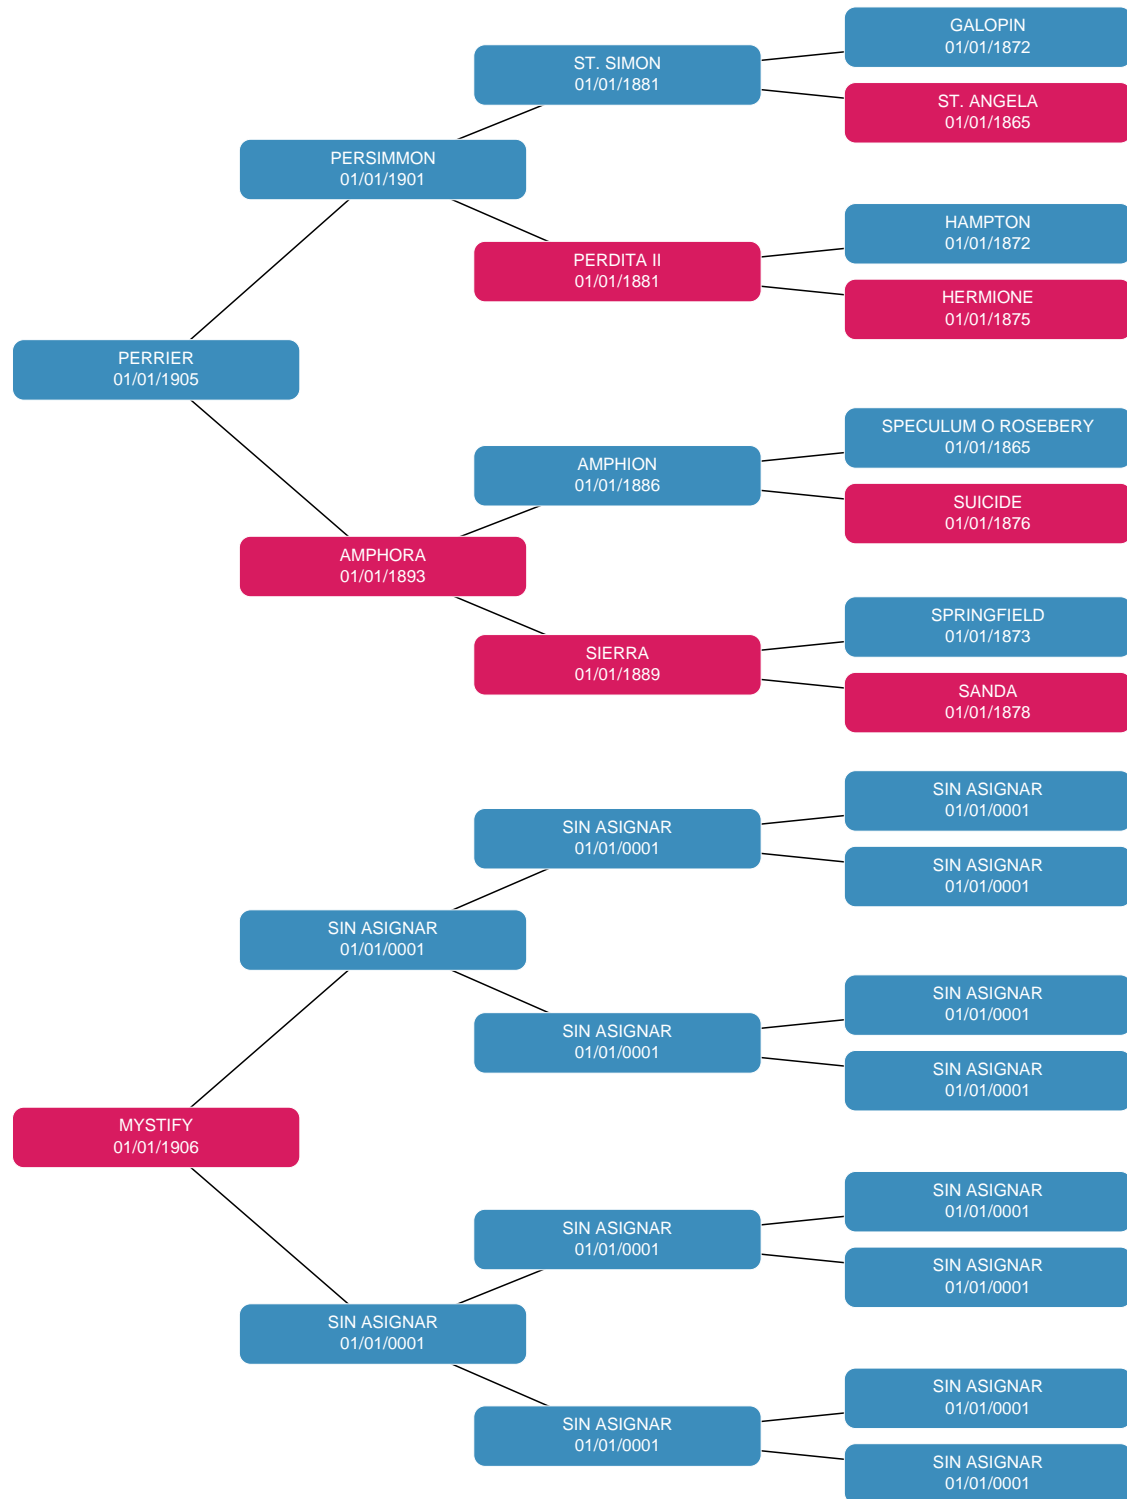 GALOPIN
01/01/1872
ST. SIMON
01/01/1881
ST. ANGELA
01/01/1865
PERSIMMON
01/01/1901
HAMPTON
01/01/1872
PERDITA II
01/01/1881
HERMIONE
01/01/1875
PERRIER
01/01/1905
SPECULUM O ROSEBERY
01/01/1865
AMPHION
01/01/1886
SUICIDE
01/01/1876
AMPHORA
01/01/1893
SPRINGFIELD
01/01/1873
SIERRA
01/01/1889
SANDA
01/01/1878
SIN ASIGNAR
01/01/0001
SIN ASIGNAR
01/01/0001
SIN ASIGNAR
01/01/0001
SIN ASIGNAR
01/01/0001
SIN ASIGNAR
01/01/0001
SIN ASIGNAR
01/01/0001
SIN ASIGNAR
01/01/0001
MYSTIFY
01/01/1906
SIN ASIGNAR
01/01/0001
SIN ASIGNAR
01/01/0001
SIN ASIGNAR
01/01/0001
SIN ASIGNAR
01/01/0001
SIN ASIGNAR
01/01/0001
SIN ASIGNAR
01/01/0001
SIN ASIGNAR
01/01/0001